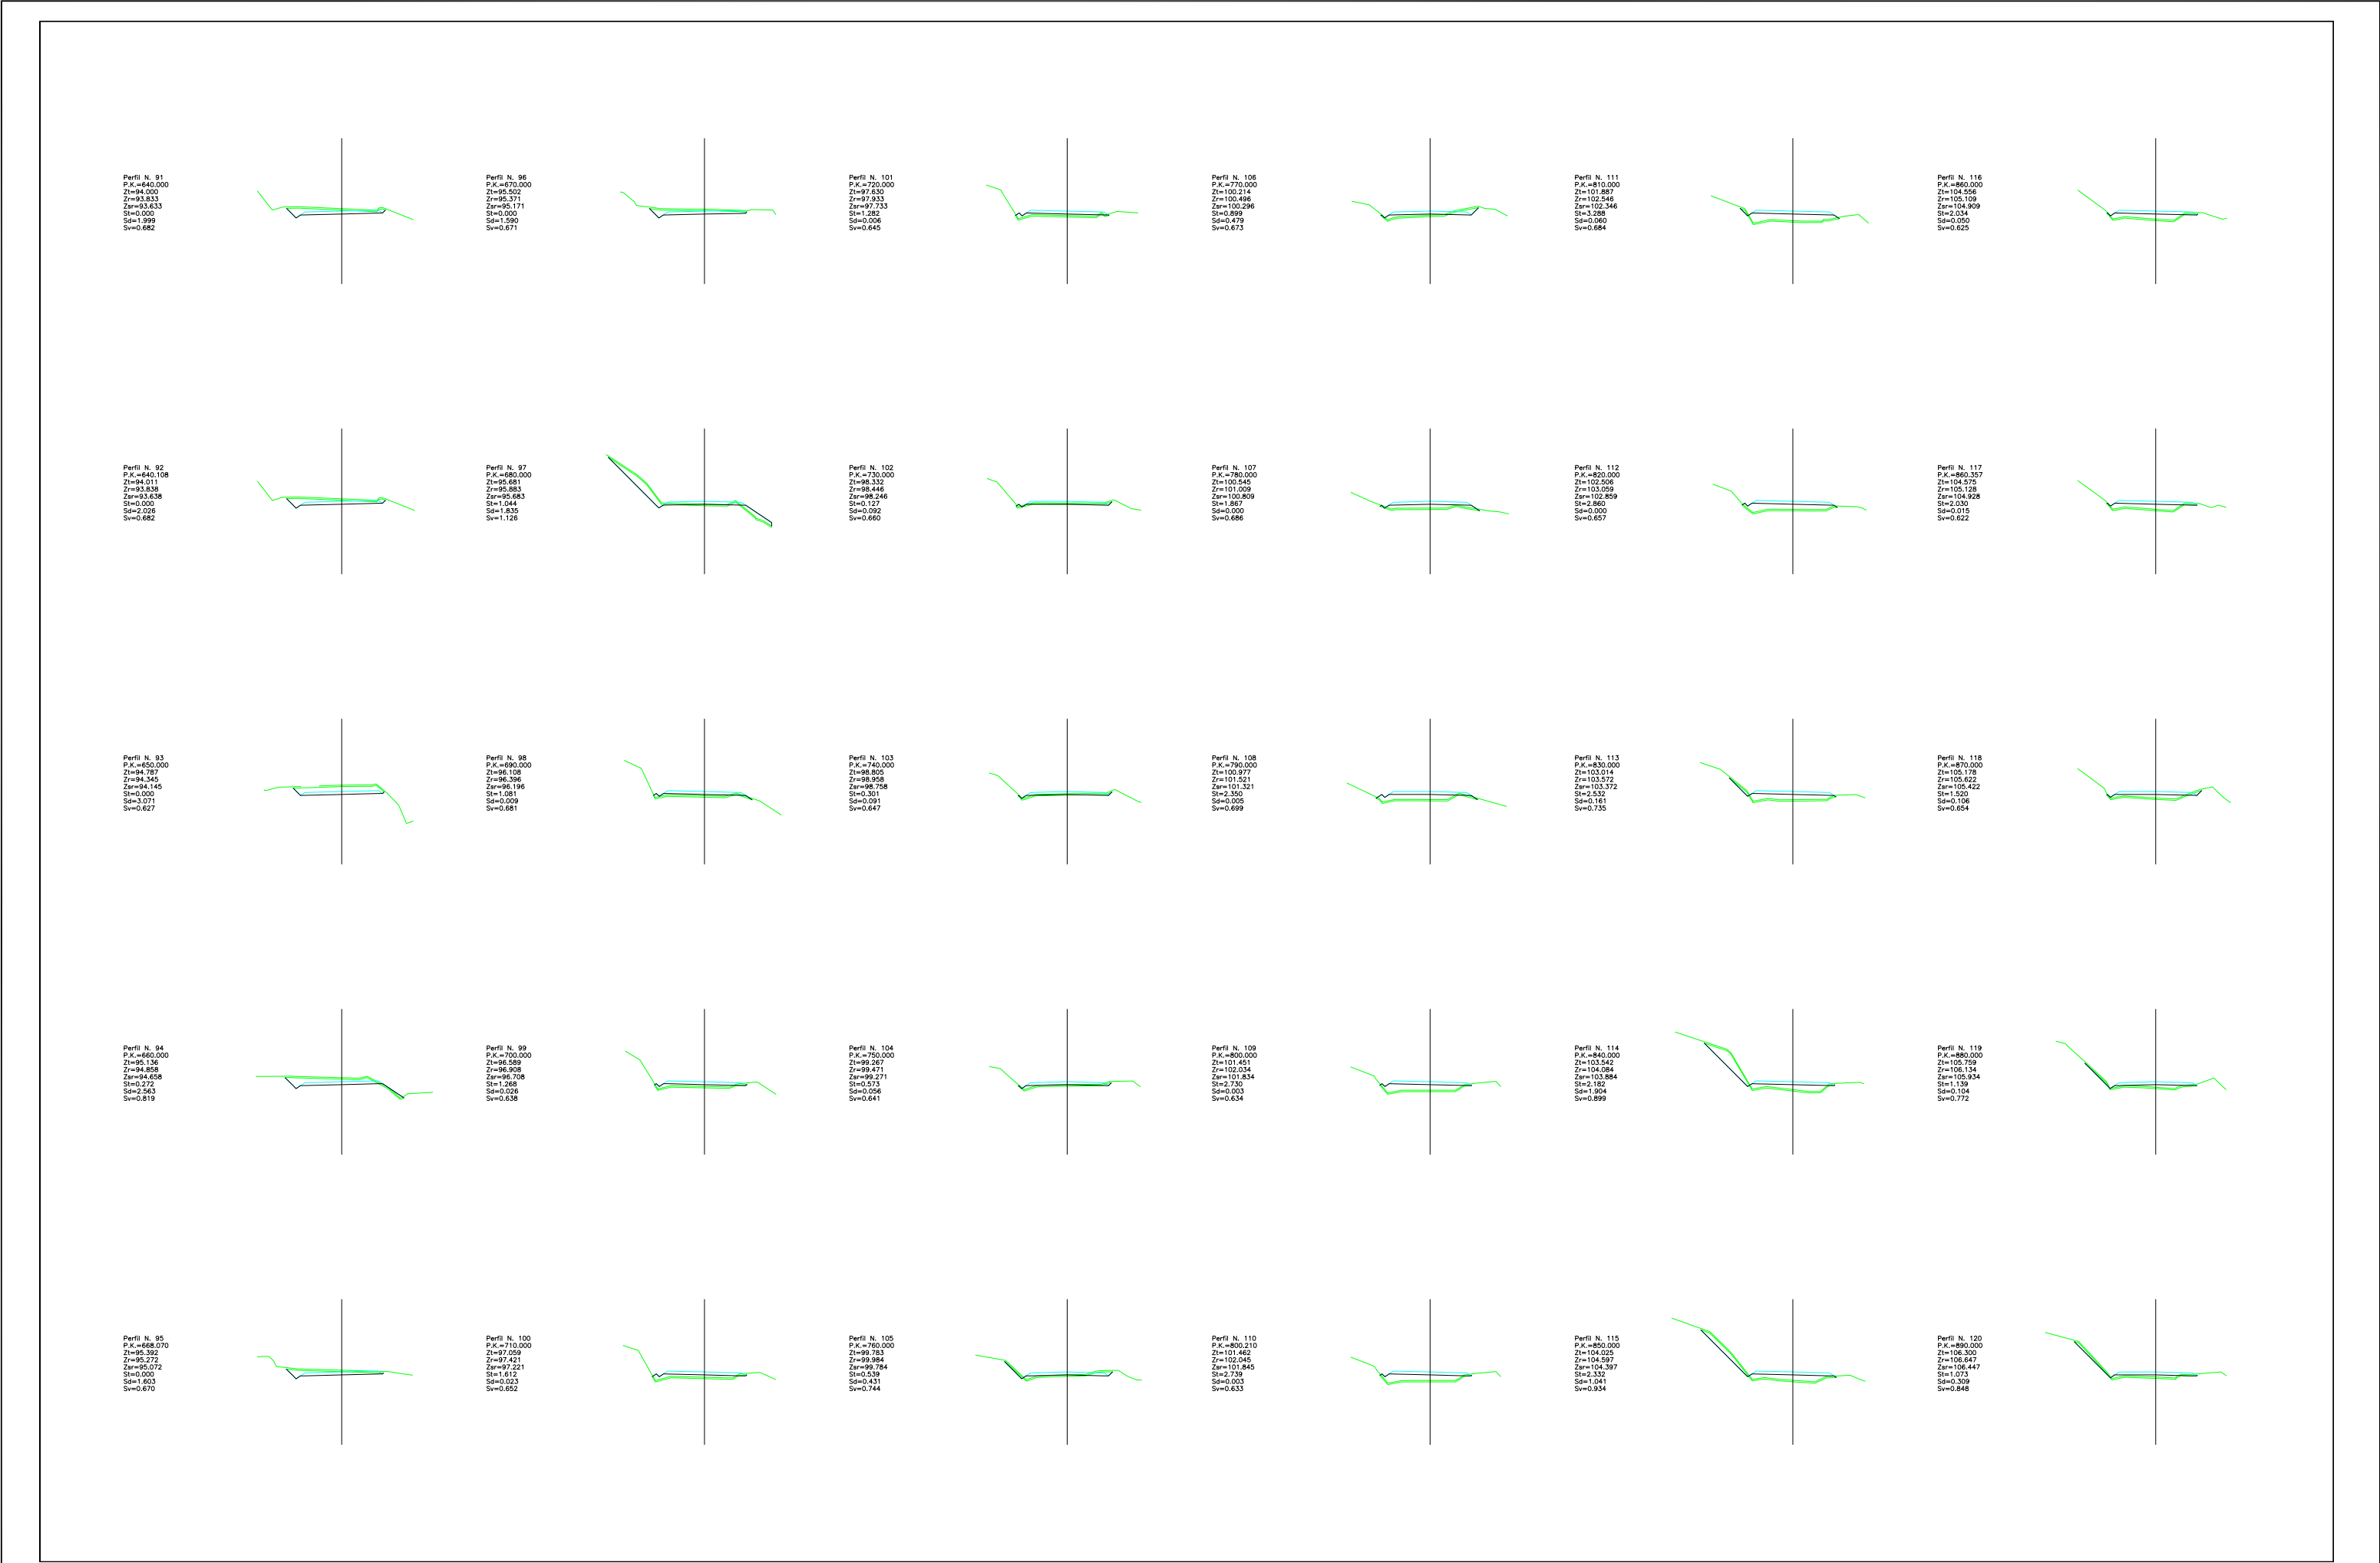 Perfil N. 91
P.K.=640.000
Zt=94.000
Zr=93.833
Zsr=93.633
St=0.000
Sd=1.999
Sv=0.682
Perfil N. 96
P.K.=670.000
Zt=95.502
Zr=95.371
Zsr=95.171
St=0.000
Sd=1.590
Sv=0.671
Perfil N. 101
P.K.=720.000
Zt=97.630
Zr=97.933
Zsr=97.733
St=1.282
Sd=0.006
Sv=0.645
Perfil N. 106
P.K.=770.000
Zt=100.214
Zr=100.496
Zsr=100.296
St=0.899
Sd=0.479
Sv=0.673
Perfil N. 111
P.K.=810.000
Zt=101.887
Zr=102.546
Zsr=102.346
St=3.288
Sd=0.060
Sv=0.684
Perfil N. 116
P.K.=860.000
Zt=104.556
Zr=105.109
Zsr=104.909
St=2.034
Sd=0.050
Sv=0.625
Perfil N. 92
P.K.=640.108
Zt=94.011
Zr=93.838
Zsr=93.638
St=0.000
Sd=2.026
Sv=0.682
Perfil N. 97
P.K.=680.000
Zt=95.681
Zr=95.883
Zsr=95.683
St=1.044
Sd=1.835
Sv=1.126
Perfil N. 102
P.K.=730.000
Zt=98.332
Zr=98.446
Zsr=98.246
St=0.127
Sd=0.092
Sv=0.660
Perfil N. 107
P.K.=780.000
Zt=100.545
Zr=101.009
Zsr=100.809
St=1.867
Sd=0.000
Sv=0.686
Perfil N. 112
P.K.=820.000
Zt=102.506
Zr=103.059
Zsr=102.859
St=2.860
Sd=0.000
Sv=0.657
Perfil N. 117
P.K.=860.357
Zt=104.575
Zr=105.128
Zsr=104.928
St=2.030
Sd=0.015
Sv=0.622
Perfil N. 93
P.K.=650.000
Zt=94.787
Zr=94.345
Zsr=94.145
St=0.000
Sd=3.071
Sv=0.627
Perfil N. 98
P.K.=690.000
Zt=96.108
Zr=96.396
Zsr=96.196
St=1.081
Sd=0.009
Sv=0.681
Perfil N. 103
P.K.=740.000
Zt=98.805
Zr=98.958
Zsr=98.758
St=0.301
Sd=0.091
Sv=0.647
Perfil N. 108
P.K.=790.000
Zt=100.977
Zr=101.521
Zsr=101.321
St=2.350
Sd=0.005
Sv=0.699
Perfil N. 113
P.K.=830.000
Zt=103.014
Zr=103.572
Zsr=103.372
St=2.532
Sd=0.161
Sv=0.735
Perfil N. 118
P.K.=870.000
Zt=105.178
Zr=105.622
Zsr=105.422
St=1.520
Sd=0.106
Sv=0.654
Perfil N. 94
P.K.=660.000
Zt=95.136
Zr=94.858
Zsr=94.658
St=0.272
Sd=2.563
Sv=0.819
Perfil N. 99
P.K.=700.000
Zt=96.589
Zr=96.908
Zsr=96.708
St=1.268
Sd=0.026
Sv=0.638
Perfil N. 104
P.K.=750.000
Zt=99.267
Zr=99.471
Zsr=99.271
St=0.573
Sd=0.056
Sv=0.641
Perfil N. 109
P.K.=800.000
Zt=101.451
Zr=102.034
Zsr=101.834
St=2.730
Sd=0.003
Sv=0.634
Perfil N. 114
P.K.=840.000
Zt=103.542
Zr=104.084
Zsr=103.884
St=2.182
Sd=1.904
Sv=0.899
Perfil N. 119
P.K.=880.000
Zt=105.759
Zr=106.134
Zsr=105.934
St=1.139
Sd=0.104
Sv=0.772
Perfil N. 95
P.K.=668.070
Zt=95.392
Zr=95.272
Zsr=95.072
St=0.000
Sd=1.603
Sv=0.670
Perfil N. 100
P.K.=710.000
Zt=97.059
Zr=97.421
Zsr=97.221
St=1.612
Sd=0.023
Sv=0.652
Perfil N. 105
P.K.=760.000
Zt=99.783
Zr=99.984
Zsr=99.784
St=0.539
Sd=0.431
Sv=0.744
Perfil N. 110
P.K.=800.210
Zt=101.462
Zr=102.045
Zsr=101.845
St=2.739
Sd=0.003
Sv=0.633
Perfil N. 115
P.K.=850.000
Zt=104.025
Zr=104.597
Zsr=104.397
St=2.332
Sd=1.041
Sv=0.934
Perfil N. 120
P.K.=890.000
Zt=106.300
Zr=106.647
Zsr=106.447
St=1.073
Sd=0.309
Sv=0.848